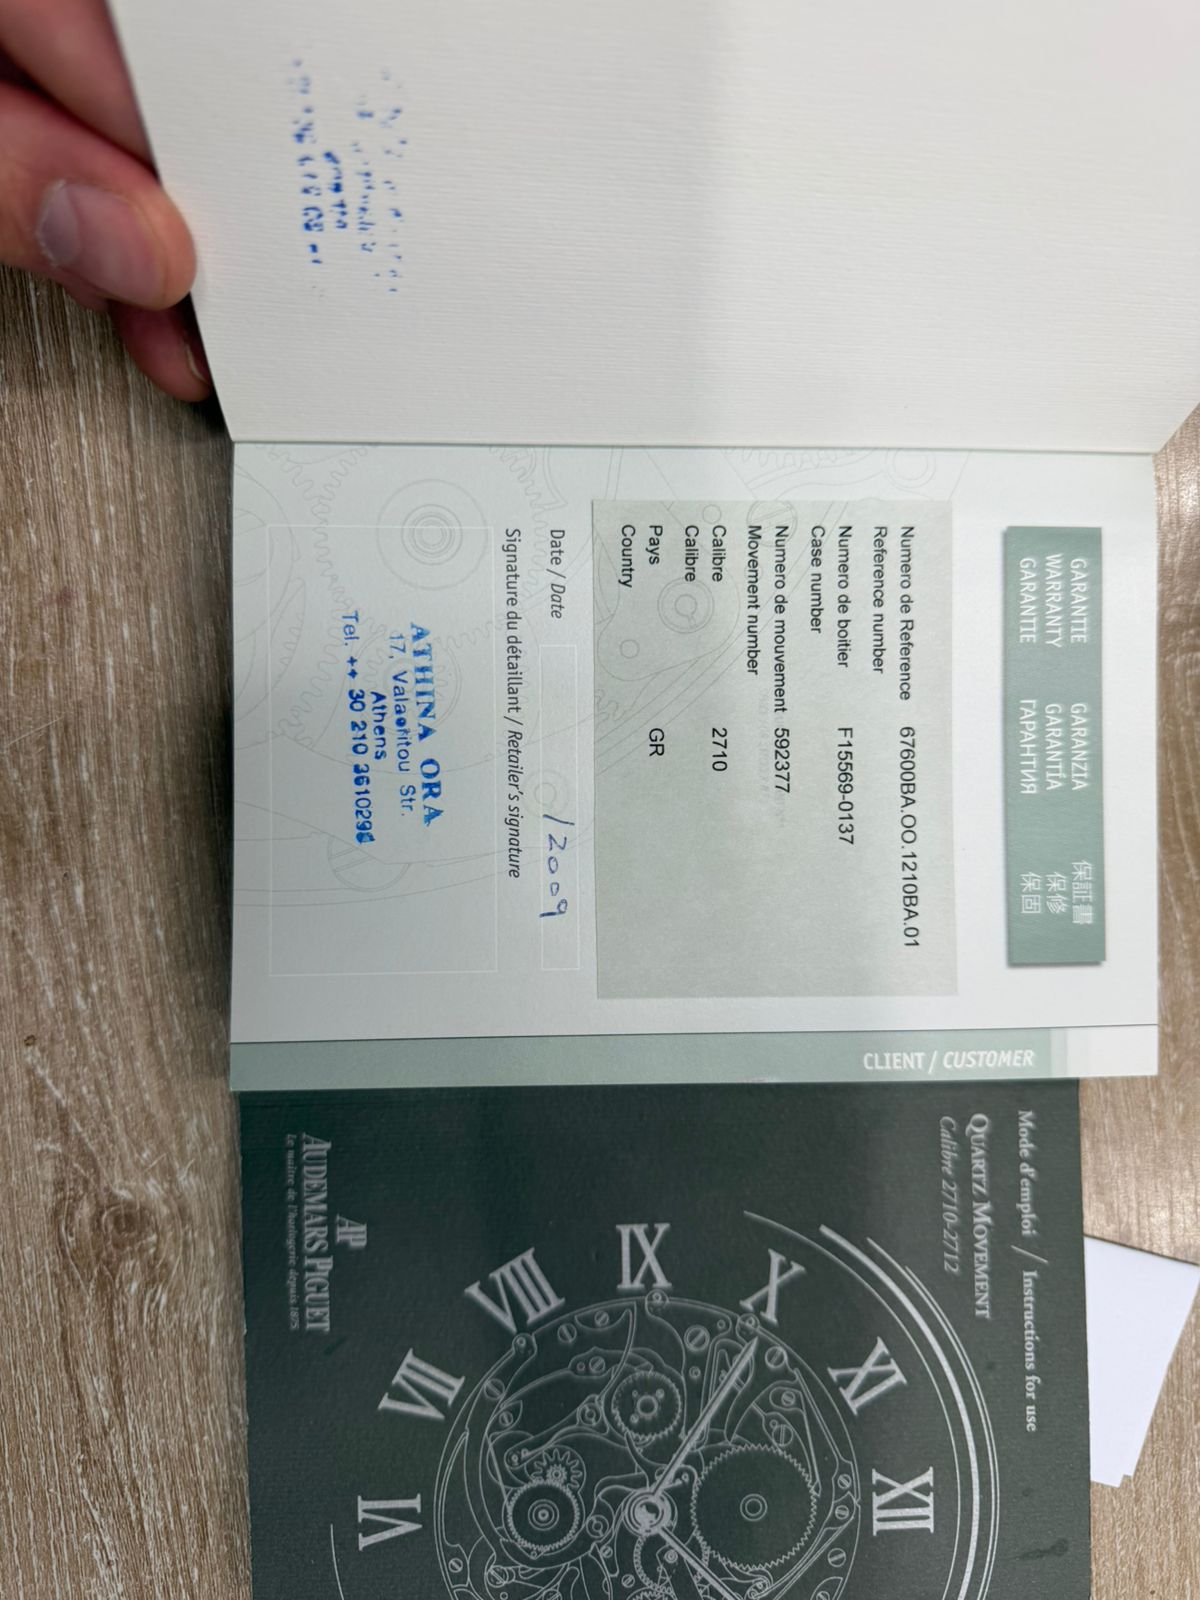 GARANTIE GARANZIA 保証書
WARRANTY GARANTÍA 保修
GARANTIE ГАРАНТИЯ 保固
Numero de Reference 67600BA.OO.1210BA.01
Reference number
Numero de boitier F15569-0137
Case number
Numero de mouvement 592377
Movement number
Calibre 2710
Calibre
Pays GR
Country
Date / Date /2009
Signature du détaillant / Retailer's signature
ATHINA ORA
17, Valaoritou Str.
Athens
Tel. ++ 30 210 361029
CLIENT / CUSTOMER
Mode d'emploi / Instructions for use
QUARTZ MOVEMENT
Calibre 2710-2712
IX
X
VIII
XI
VII
XII
VI
AP
AUDEMARS PIGUET
Le maître de l'horlogerie depuis 1875